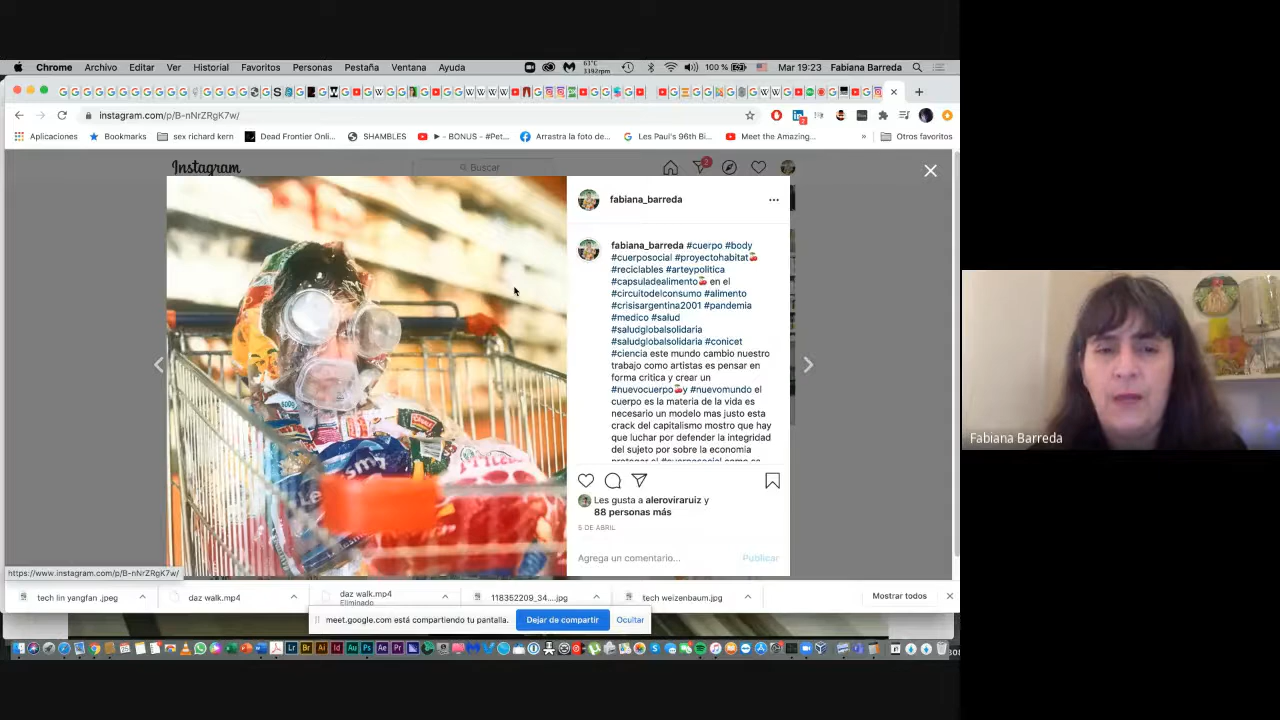 Chrome Archivo Editar Ver Historial Favoritos Personas Pestaña Ventana Ayuda 61°C 3392rpm 100 % Mar 19:23 Fabiana Barreda
instagram.com/p/B-nNrZRgK7w/
Aplicaciones Bookmarks sex richard kern Dead Frontier Onli... SHAMBLES ► - BONUS - #Pet... Arrastra la foto de... Les Paul's 96th Bi... Meet the Amazing... » Otros favoritos
Instagram Buscar 2
fabiana_barreda
fabiana_barreda #cuerpo #body
#cuerposocial #proyectohabitat🍒
#reciclables #arteypolitica
#capsuladealimento🍒 en el
#circuitodelconsumo #alimento
#crisisargentina2001 #pandemia
#medico #salud
#saludglobalsolidaria
#saludglobalsolidaria #conicet
#ciencia este mundo cambio nuestro
trabajo como artistas es pensar en
forma critica y crear un
#nuevocuerpo🍒y #nuevomundo el
cuerpo es la materia de la vida es
necesario un modelo mas justo esta
crack del capitalismo mostro que hay
que luchar por defender la integridad
del sujeto por sobre la economia
Les gusta a aleroviraruiz y
88 personas más
5 DE ABRIL
Agrega un comentario... Publicar
Fabiana Barreda
https://www.instagram.com/p/B-nNrZRgK7w/
tech lin yangfan .jpeg daz walk.mp4 daz walk.mp4 118352209_34....jpg tech weizenbaum.jpg Mostrar todos
Eliminado
meet.google.com está compartiendo tu pantalla. Dejar de compartir Ocultar